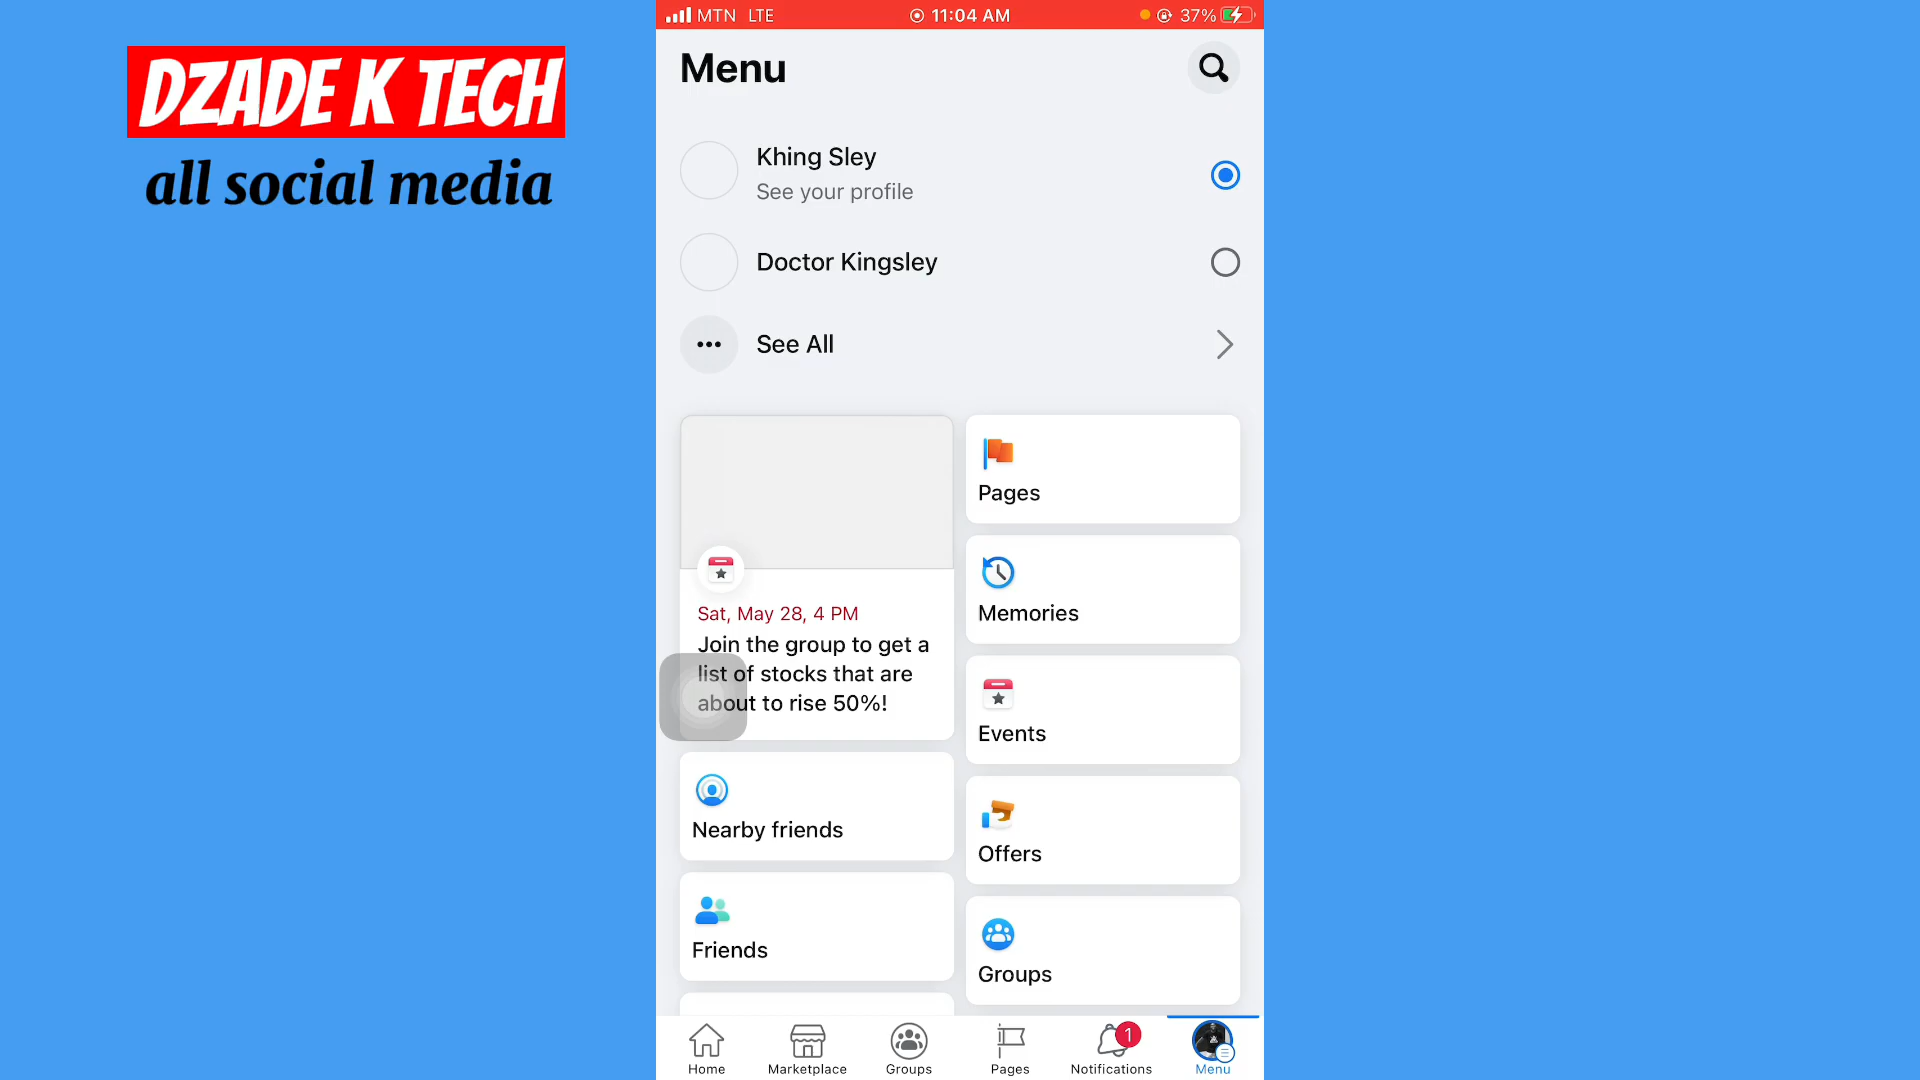 DZADE K TECH
all social media
MTN LTE
11:04 AM
37%
Menu
Khing Sley
See your profile
Doctor Kingsley
See All
Sat, May 28, 4 PM
Join the group to get a
list of stocks that are
about to rise 50%!
Nearby friends
Friends
Pages
Memories
Events
Offers
Groups
Home
Marketplace
Groups
Pages
1
Notifications
Menu